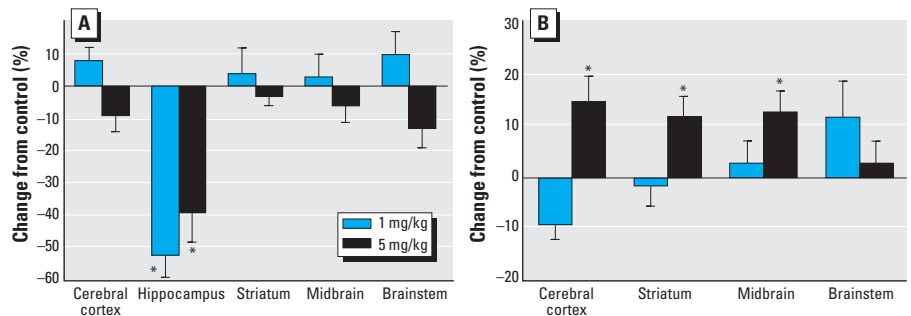 A
Change from control (%)
10
0
–10
–20
–30
–40
–50
–60
1 mg/kg
5 mg/kg
*
*
Cerebral
cortex
Hippocampus
Striatum
Midbrain
Brainstem
B
Change from control (%)
30
20
10
0
–10
–20
*
*
*
Cerebral
cortex
Striatum
Midbrain
Brainstem